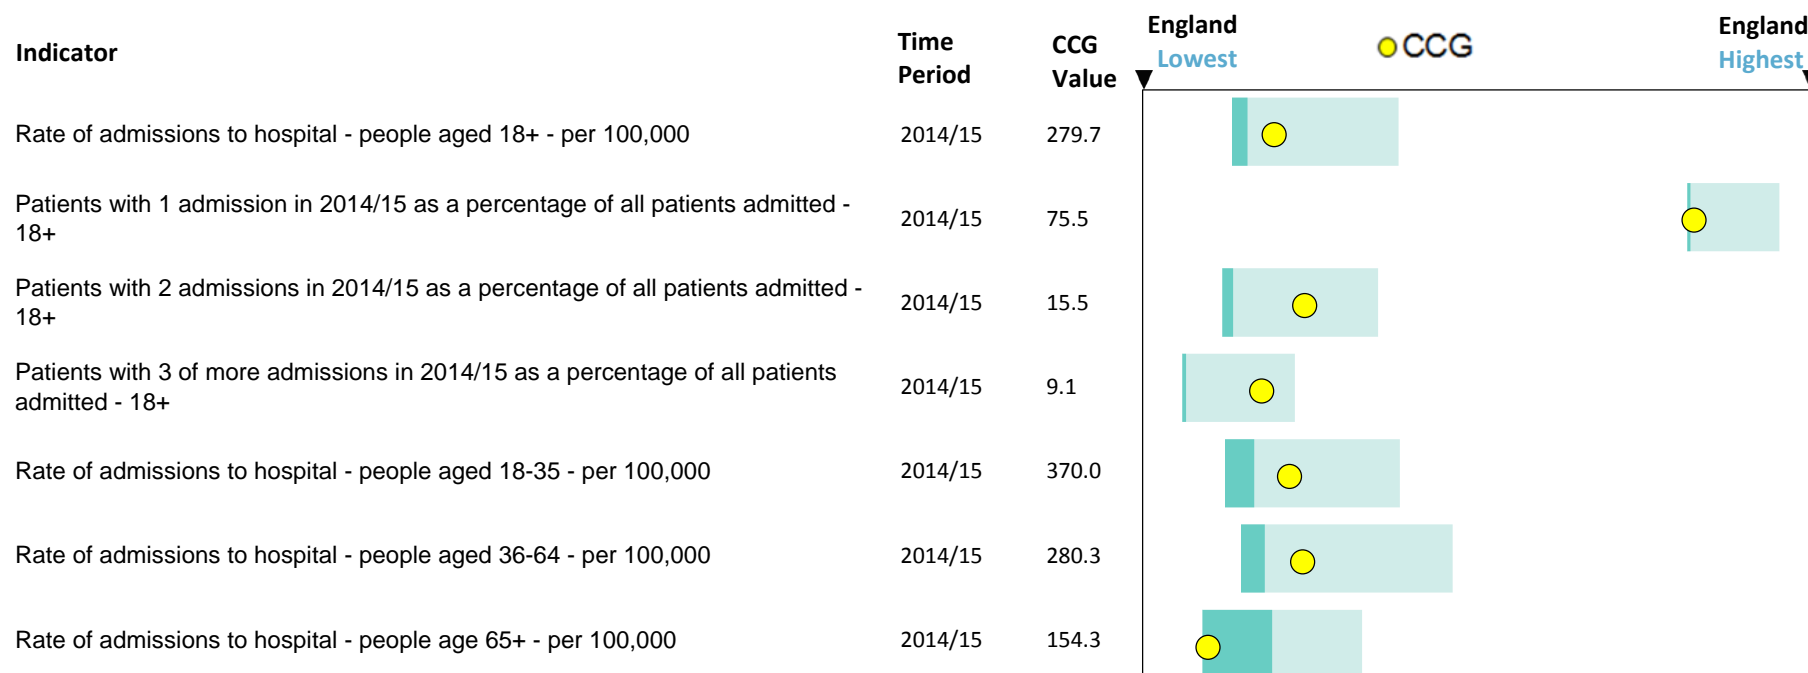 Indicator
Time
Period
CCG
Value
England
Lowest
CCG
England
Highest
Rate of admissions to hospital - people aged 18+ - per 100,000
2014/15
279.7
Patients with 1 admission in 2014/15 as a percentage of all patients admitted -
18+
2014/15
75.5
Patients with 2 admissions in 2014/15 as a percentage of all patients admitted -
18+
2014/15
15.5
Patients with 3 of more admissions in 2014/15 as a percentage of all patients
admitted - 18+
2014/15
9.1
Rate of admissions to hospital - people aged 18-35 - per 100,000
2014/15
370.0
Rate of admissions to hospital - people aged 36-64 - per 100,000
2014/15
280.3
Rate of admissions to hospital - people age 65+ - per 100,000
2014/15
154.3